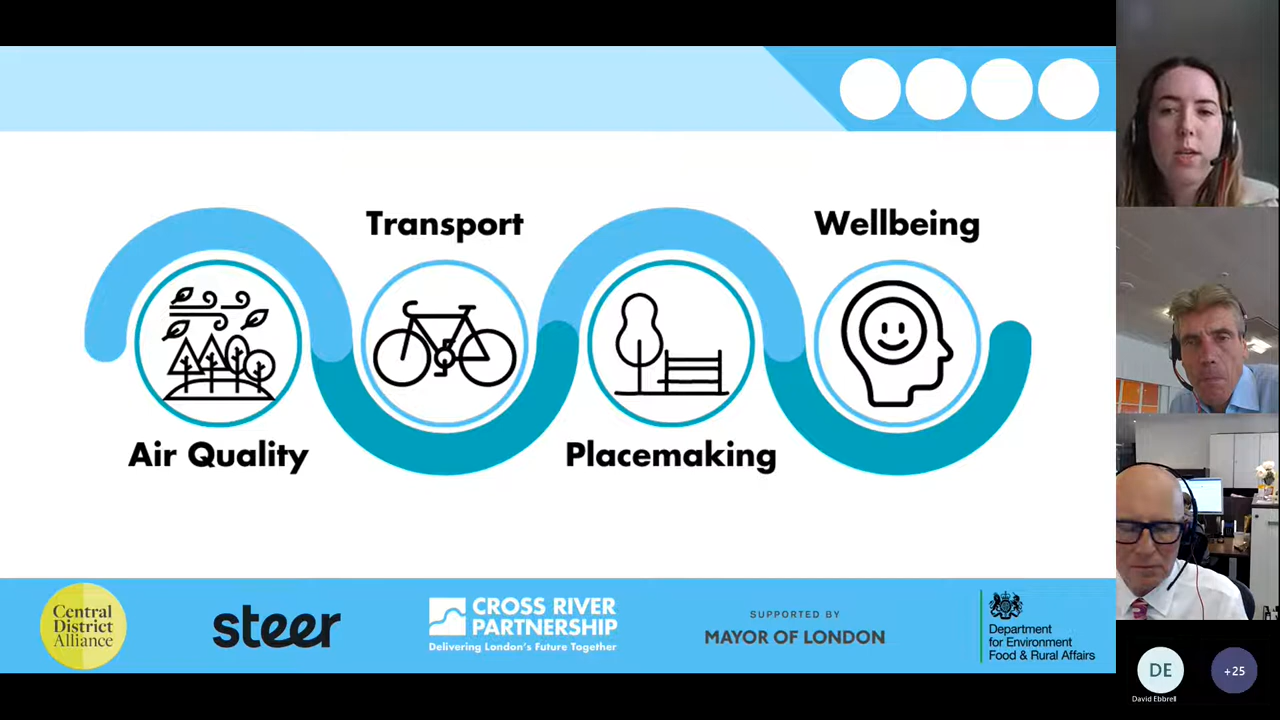 Transport
Wellbeing
Air Quality
Placemaking
Central
District
Alliance
steer
CROSS RIVER
PARTNERSHIP
Delivering London's Future Together
SUPPORTED BY
MAYOR OF LONDON
Department
for Environment
Food & Rural Affairs
DE
David Ebbrell
+25